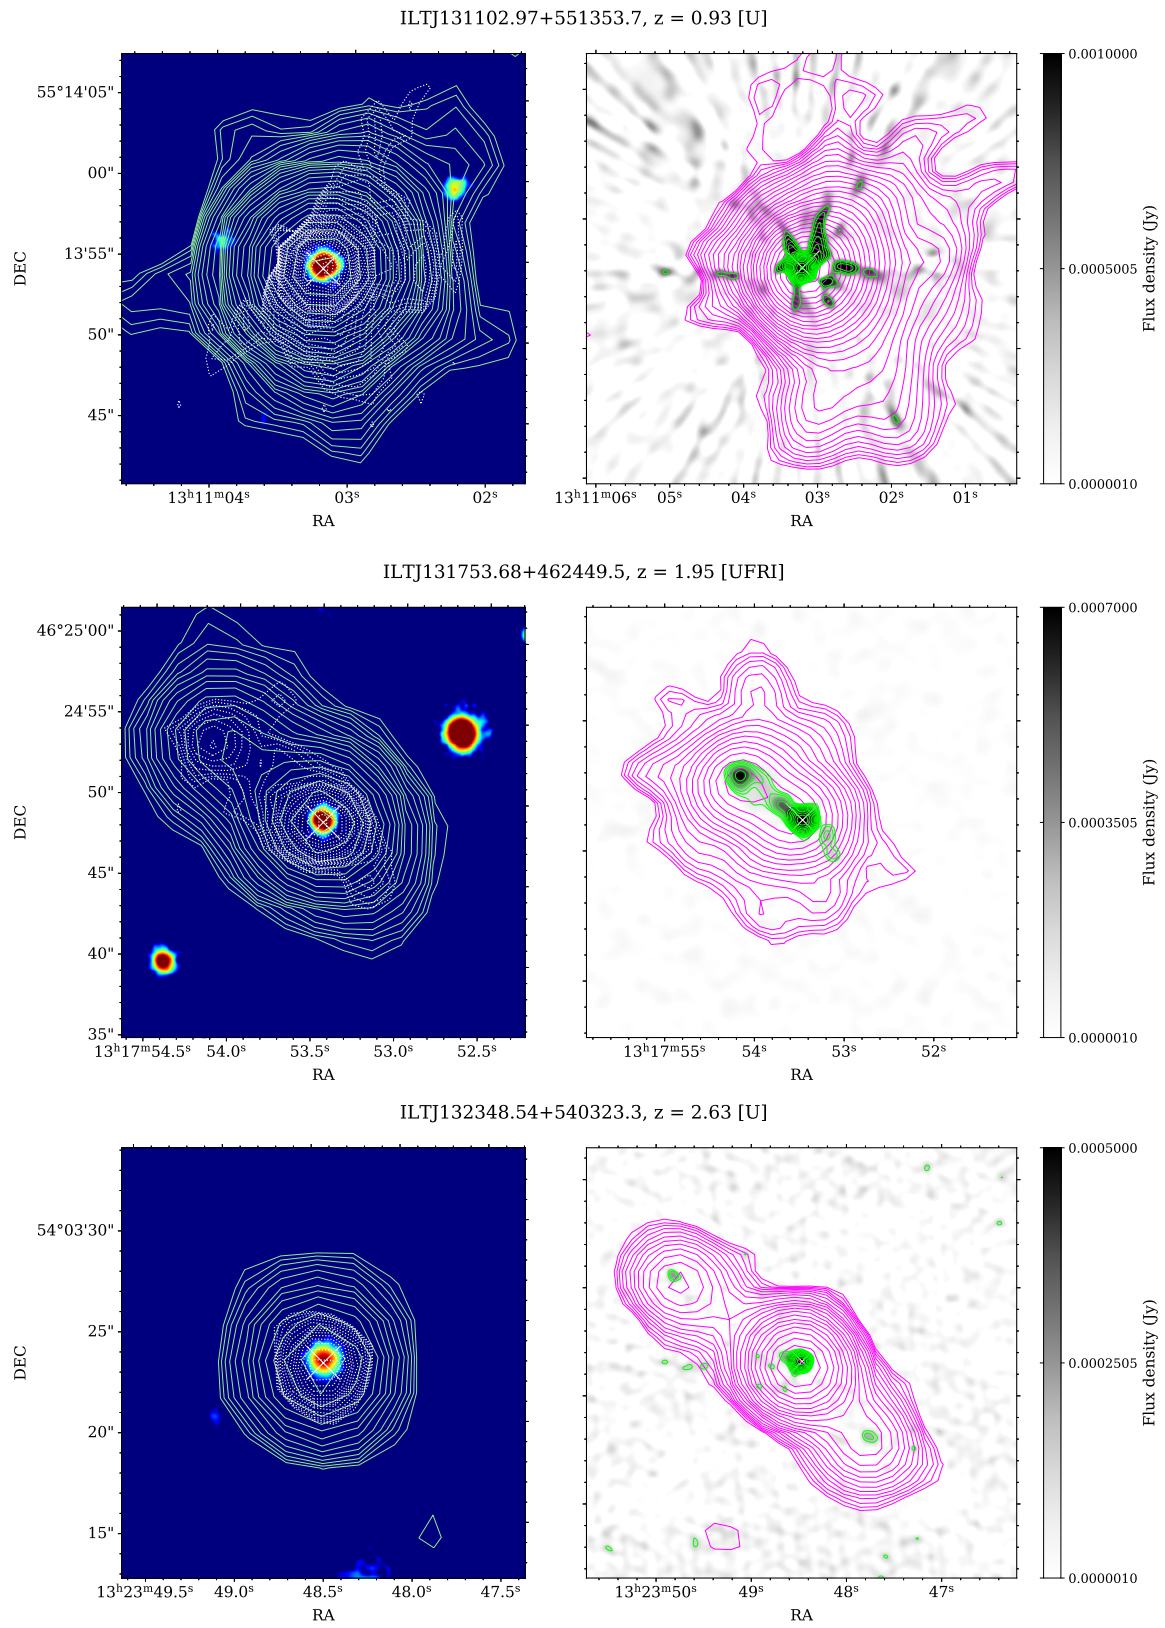 ILTJ131102.97+551353.7, z = 0.93 [U]
DEC
55°14'05"
00"
13'55"
50"
45"
13ʰ11ᵐ04ˢ 03ˢ 02ˢ
RA
13ʰ11ᵐ06ˢ 05ˢ 04ˢ 03ˢ 02ˢ 01ˢ
RA
0.0010000
0.0005005
0.0000010
Flux density (Jy)
ILTJ131753.68+462449.5, z = 1.95 [UFRI]
DEC
46°25'00"
24'55"
50"
45"
40"
35"
13ʰ17ᵐ54.5ˢ 54.0ˢ 53.5ˢ 53.0ˢ 52.5ˢ
RA
13ʰ17ᵐ55ˢ 54ˢ 53ˢ 52ˢ
RA
0.0007000
0.0003505
0.0000010
Flux density (Jy)
ILTJ132348.54+540323.3, z = 2.63 [U]
DEC
54°03'30"
25"
20"
15"
13ʰ23ᵐ49.5ˢ 49.0ˢ 48.5ˢ 48.0ˢ 47.5ˢ
RA
13ʰ23ᵐ50ˢ 49ˢ 48ˢ 47ˢ
RA
0.0005000
0.0002505
0.0000010
Flux density (Jy)